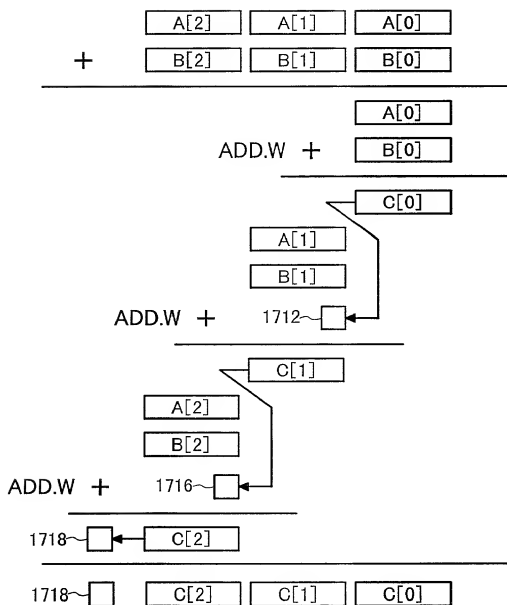 A[2] A[1] A[0]
+ B[2] B[1] B[0]
A[0]
ADD.W + B[0]
C[0]
A[1]
B[1]
ADD.W + 1712
C[1]
A[2]
B[2]
ADD.W + 1716
1718 C[2]
1718 C[2] C[1] C[0]